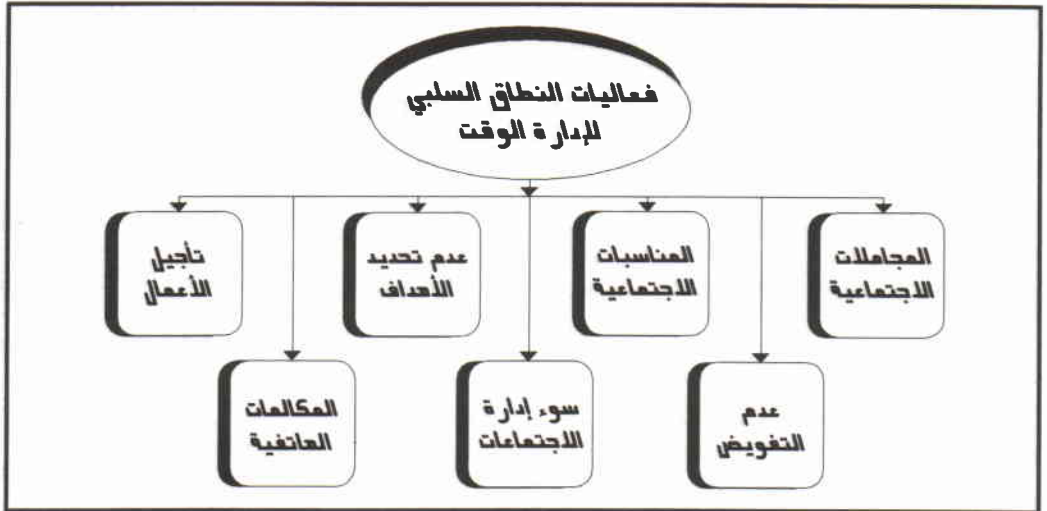 فعاليات النطاق السلبي
للإدارة الوقت
المجاملات
الاجتماعية
المناسبات
الاجتماعية
عدم تحديد
الأهداف
تأجيل
الأعمال
عدم
التفويض
سوء إدارة
الاجتماعات
المكالمات
الهاتفية